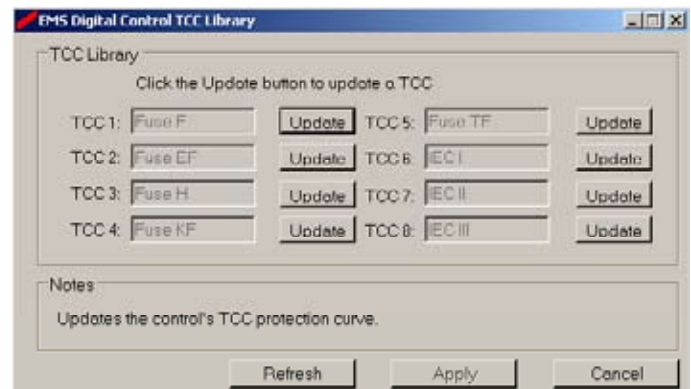 EMS Digital Control TCC Library
TCC Library
Click the Update button to update a TCC
TCC 1: Fuse F Update TCC 5: Fuse TF Update
TCC 2: Fuse EF Update TCC 6: IEC I Update
TCC 3: Fuse H Update TCC 7: IEC II Update
TCC 4: Fuse KF Update TCC 8: IEC III Update
Notes
Updates the control's TCC protection curve.
Refresh Apply Cancel